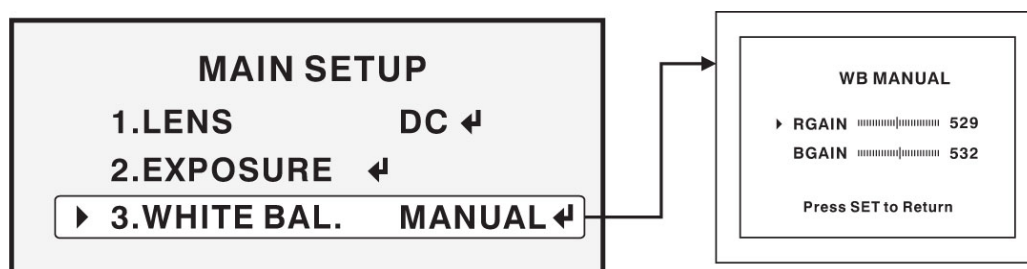 MAIN SETUP
1.LENS DC ↵
2.EXPOSURE ↵
3.WHITE BAL. MANUAL↵
WB MANUAL
RGAIN 529
BGAIN 532
Press SET to Return